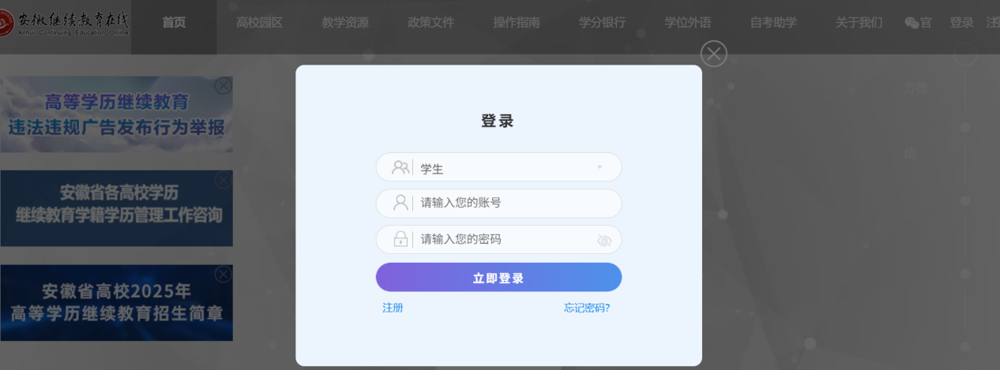 安徽继续教育在线
Anhui Continuing Education Online
首页
高校园区
教学资源
政策文件
操作指南
学分银行
学位外语
自考助学
关于我们
官
登录
方微
信
高等学历继续教育
违法违规广告发布行为举报
安徽省各高校学历
继续教育学籍学历管理工作咨询
安徽省高校2025年
高等学历继续教育招生简章
登录
学生
请输入您的账号
请输入您的密码
立即登录
注册
忘记密码?